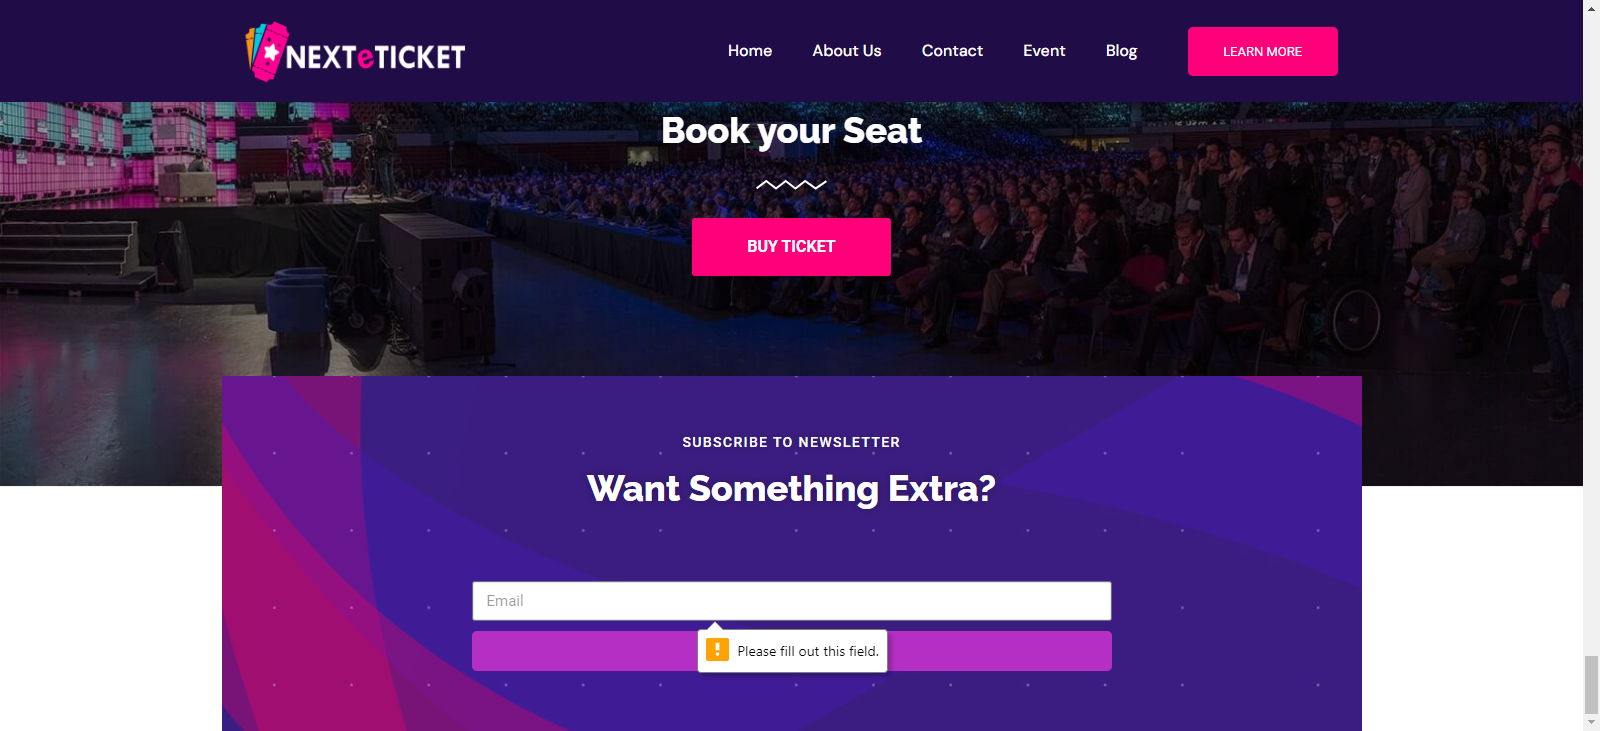 NEXTeTICKET
Home About Us Contact Event Blog LEARN MORE
Book your Seat
BUY TICKET
SUBSCRIBE TO NEWSLETTER
Want Something Extra?
Email
Please fill out this field.